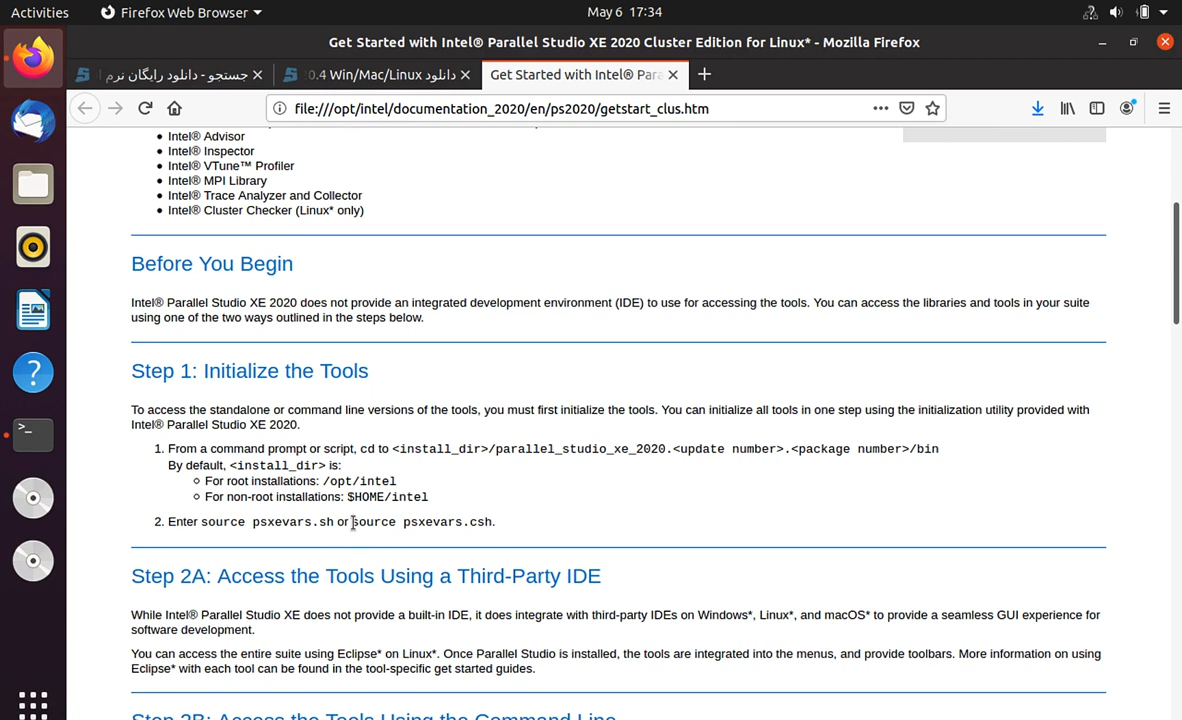 Activities Firefox Web Browser May 6 17:34
Get Started with Intel® Parallel Studio XE 2020 Cluster Edition for Linux* - Mozilla Firefox
جستجو - دانلود رایگان نرم 0.4 Win/Mac/Linux دانلود Get Started with Intel® Para
file:///opt/intel/documentation_2020/en/ps2020/getstart_clus.htm
• Intel® Advisor
• Intel® Inspector
• Intel® VTune™ Profiler
• Intel® MPI Library
• Intel® Trace Analyzer and Collector
• Intel® Cluster Checker (Linux* only)
Before You Begin
Intel® Parallel Studio XE 2020 does not provide an integrated development environment (IDE) to use for accessing the tools. You can access the libraries and tools in your suite
using one of the two ways outlined in the steps below.
Step 1: Initialize the Tools
To access the standalone or command line versions of the tools, you must first initialize the tools. You can initialize all tools in one step using the initialization utility provided with
Intel® Parallel Studio XE 2020.
1. From a command prompt or script, cd to <install_dir>/parallel_studio_xe_2020.<update number>.<package number>/bin
By default, <install_dir> is:
For root installations: /opt/intel
For non-root installations: $HOME/intel
2. Enter source psxevars.sh or source psxevars.csh.
Step 2A: Access the Tools Using a Third-Party IDE
While Intel® Parallel Studio XE does not provide a built-in IDE, it does integrate with third-party IDEs on Windows*, Linux*, and macOS* to provide a seamless GUI experience for
software development.
You can access the entire suite using Eclipse* on Linux*. Once Parallel Studio is installed, the tools are integrated into the menus, and provide toolbars. More information on using
Eclipse* with each tool can be found in the tool-specific get started guides.
Step 2B: Access the Tools Using the Command Line